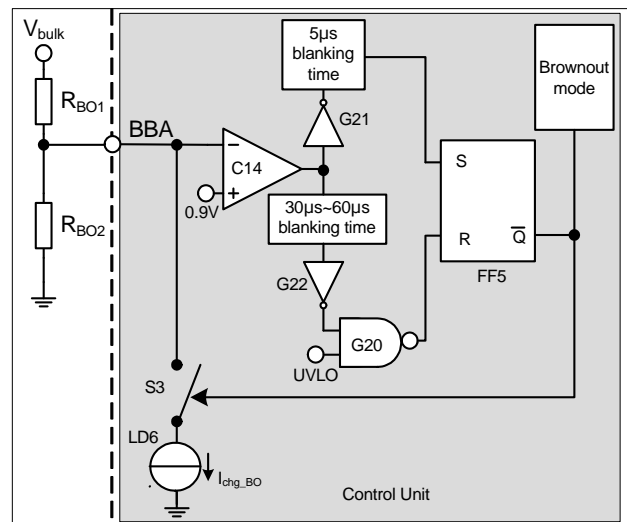 V_bulk
R_BO1
BBA
R_BO2
5µs
blanking
time
G21
Brownout
mode
C14
−
+
0.9V
30µs~60µs
blanking time
S
R
Q̅
FF5
G22
G20
UVLO
S3
LD6
I_chg_BO
Control Unit